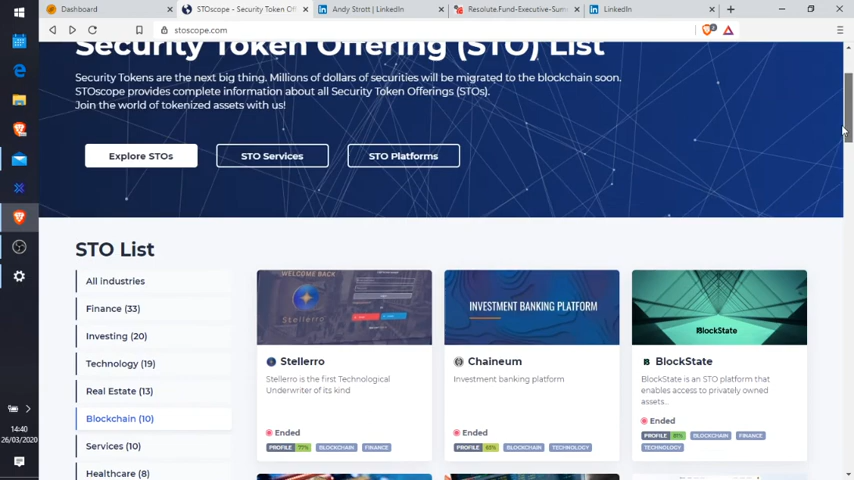 Dashboard
STOscope - Security Token Off
Andy Strott | LinkedIn
Resolute.Fund-Executive-Sum
LinkedIn
stoscope.com
Security Token Offering (STO) List
Security Tokens are the next big thing. Millions of dollars of securities will be migrated to the blockchain soon.
STOscope provides complete information about all Security Token Offerings (STOs).
Join the world of tokenized assets with us!
Explore STOs
STO Services
STO Platforms
STO List
All industries
Finance (33)
Investing (20)
Technology (19)
Real Estate (13)
Blockchain (10)
Services (10)
Healthcare (8)
WELCOME BACK
Stellerro
Stellerro
Stellerro is the first Technological
Underwriter of its kind
Ended
PROFILE 77% BLOCKCHAIN FINANCE
INVESTMENT BANKING PLATFORM
Chaineum
Investment banking platform
Ended
BLOCKCHAIN TECHNOLOGY
PROFILE
BlockState
BlockState
BlockState is an STO platform that
enables access to privately owned
assets...
Ended
PROFILE 81% BLOCKCHAIN FINANCE
TECHNOLOGY
14:40
26/03/2020